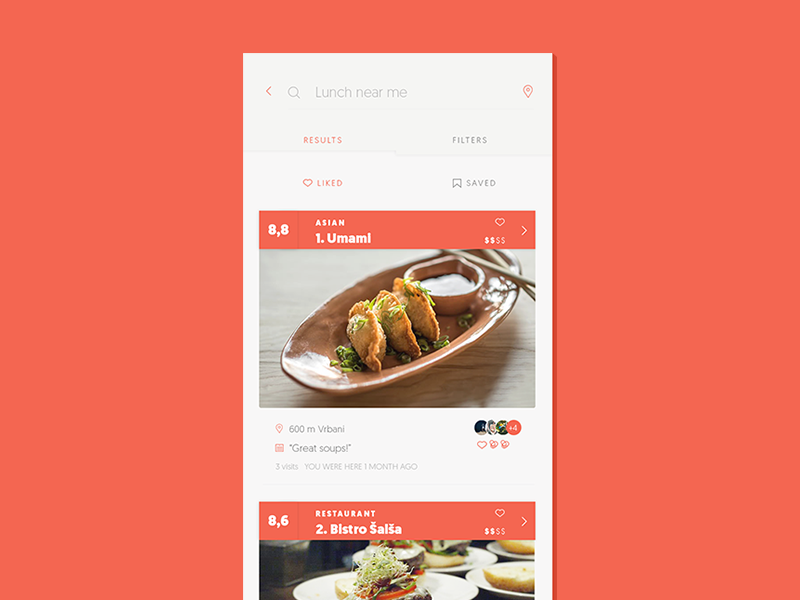 Lunch near me
RESULTS
FILTERS
LIKED
SAVED
8,8
ASIAN
1. Umami
$$$$
600 m Vrbani
+4
"Great soups!"
3 visits YOU WERE HERE 1 MONTH AGO
8,6
RESTAURANT
2. Bistro Šalša
$$$$